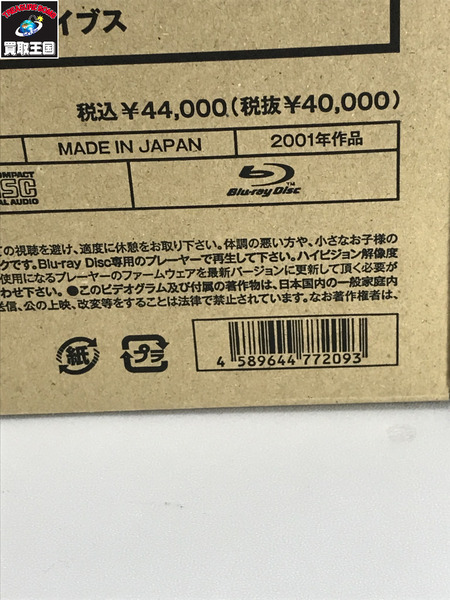 TREASURE KINGDOM
買取王国
イブス
税込¥44,000(税抜¥40,000)
MADE IN JAPAN
2001年作品
COMPACT
DISC
AL AUDIO
Blu-ray Disc™
ての視聴を避け、適度に休憩をお取り下さい。体調の悪い方や、小さなお子様の
クです。Blu-ray Disc専用のプレーヤーで再生して下さい。ハイビジョン解像度
使用になるプレーヤーのファームウェアを最新バージョンに更新して頂く必要が
わせ下さい。●このビデオグラム及び付属の著作物は、日本国内の一般家庭内
送信、公の上映、改変等をすることは法律で禁止されています。なお著作権者は、
紙
プラ
4 589644 772093